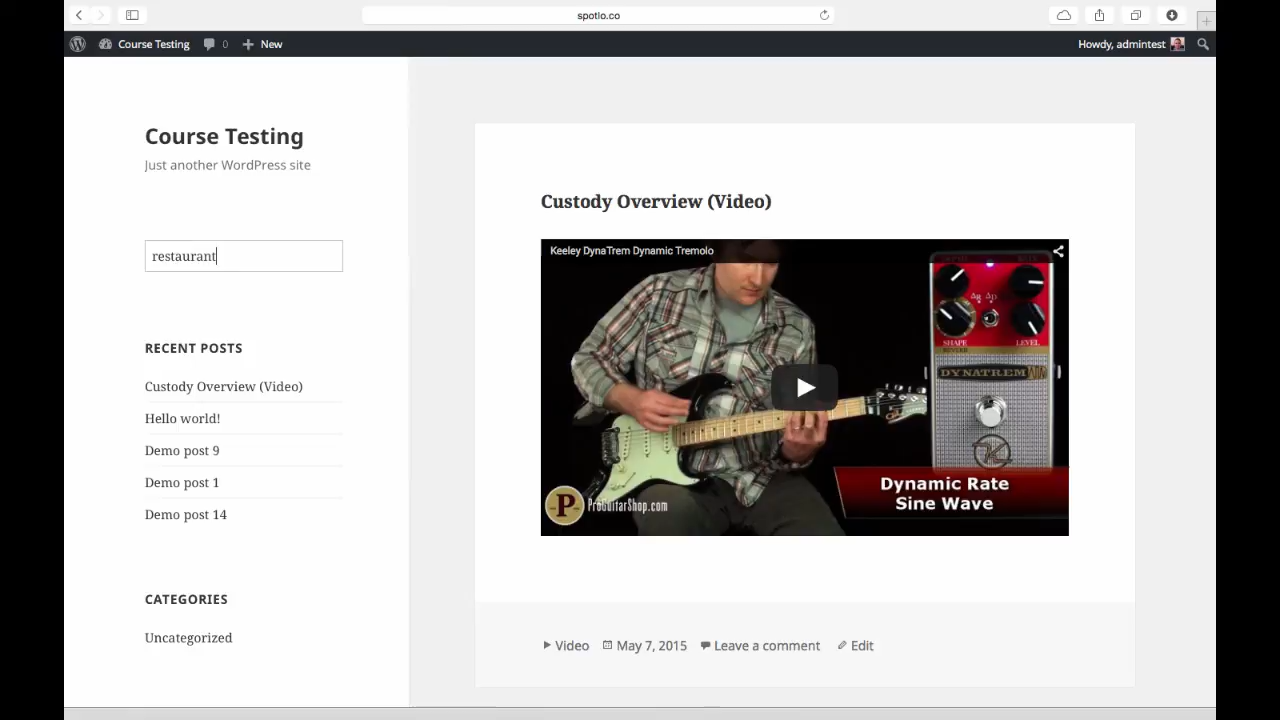 spotlo.co
Course Testing
0
New
Howdy, admintest
Course Testing
Just another WordPress site
restaurant
RECENT POSTS
Custody Overview (Video)
Hello world!
Demo post 9
Demo post 1
Demo post 14
CATEGORIES
Uncategorized
Custody Overview (Video)
Keeley DynaTrem Dynamic Tremolo
SHAPE
LEVEL
REVERB
DYNATREM
Dynamic Rate
Sine Wave
P
ProGuitarShop.com
Video
May 7, 2015
Leave a comment
Edit